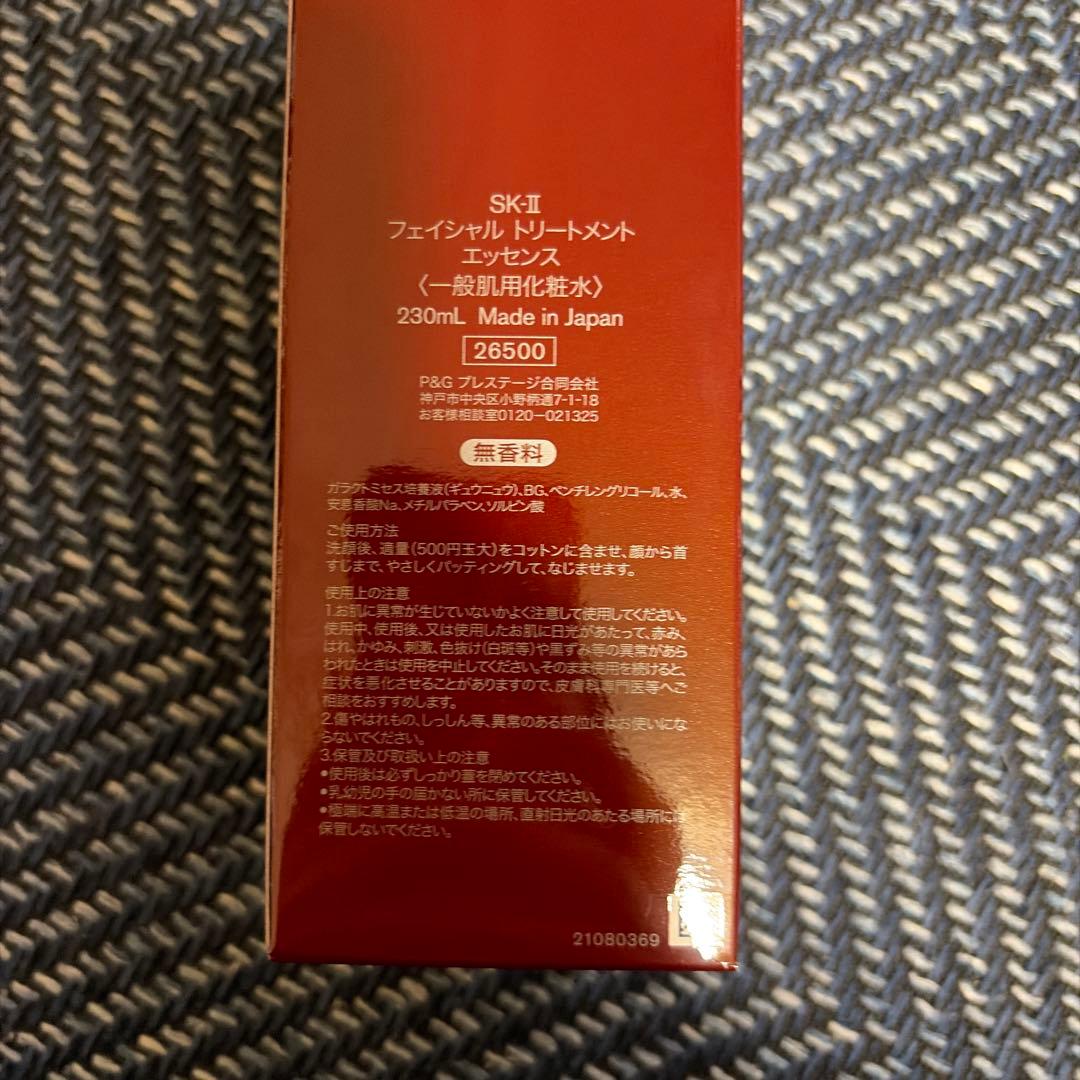 SK-II
フェイシャル トリートメント
エッセンス
〈一般肌用化粧水〉
230mL Made in Japan
26500
P&G プレステージ合同会社
神戸市中央区小野柄通7-1-18
お客様相談室0120-021325
無香料
ガラクトミセス培養液(ギュウニュウ)、BG、ペンチレングリコール、水、
安息香酸Na、メチルパラベン、ソルビン酸
ご使用方法
洗顔後、適量(500円玉大)をコットンに含ませ、顔から首
すじまで、やさしくパッティングして、なじませます。
使用上の注意
1.お肌に異常が生じていないかよく注意して使用してください。
使用中、使用後、又は使用したお肌に日光があたって、赤み、
はれ、かゆみ、刺激、色抜け(白斑等)や黒ずみ等の異常があら
われたときは使用を中止してください。そのまま使用を続けると、
症状を悪化させることがありますので、皮膚科専門医等へご
相談をおすすめします。
2.傷やはれもの、しっしん等、異常のある部位にはお使いにな
らないでください。
3.保管及び取扱い上の注意
•使用後は必ずしっかり蓋を閉めてください。
•乳幼児の手の届かない所に保管してください。
•極端に高温または低温の場所、直射日光のあたる場所には
保管しないでください。
21080369